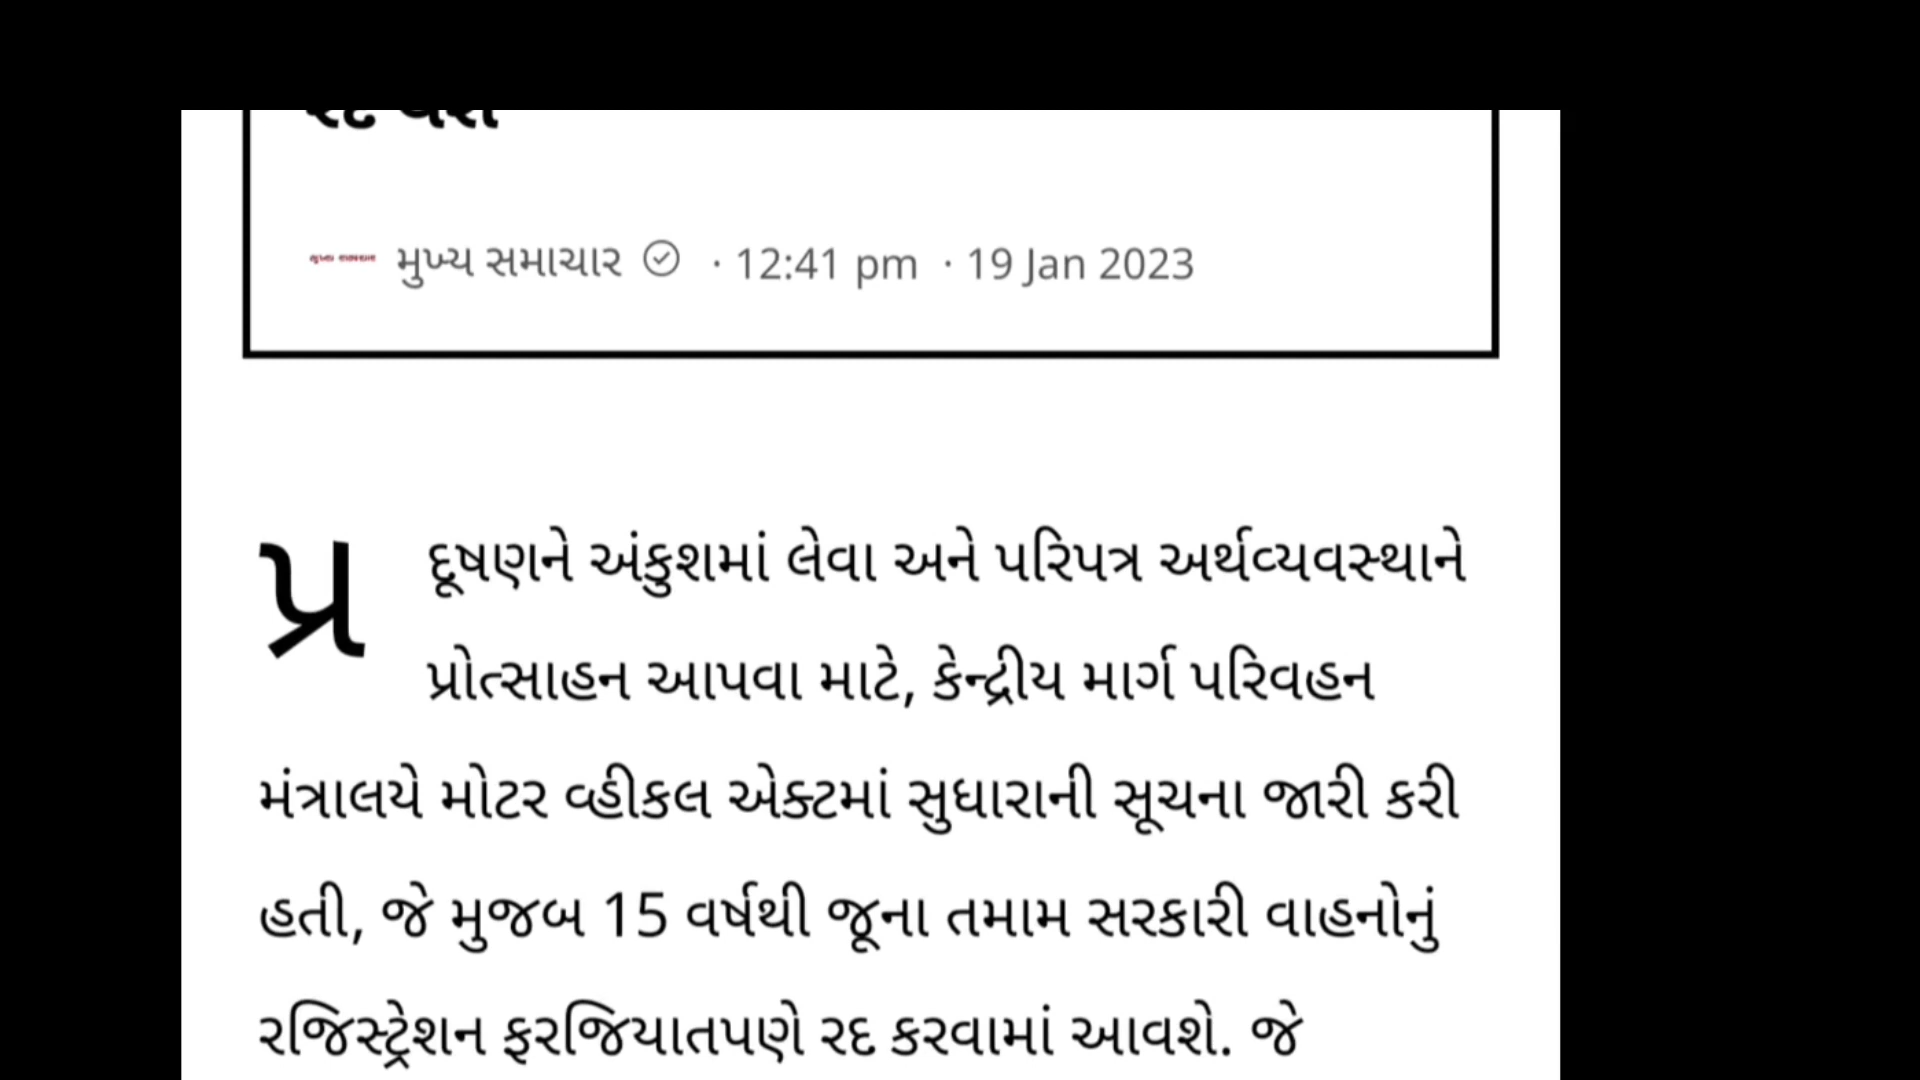 મુખ્ય સમાચાર · 12:41 pm · 19 Jan 2023
પ્રદૂષણને અંકુશમાં લેવા અને પરિપત્ર અર્થવ્યવસ્થાને
પ્રોત્સાહન આપવા માટે, કેન્દ્રીય માર્ગ પરિવહન
મંત્રાલયે મોટર વ્હીકલ એક્ટમાં સુધારાની સૂચના જારી કરી
હતી, જે મુજબ 15 વર્ષથી જૂના તમામ સરકારી વાહનોનું
રજિસ્ટ્રેશન ફરજિયાતપણે રદ કરવામાં આવશે. જે